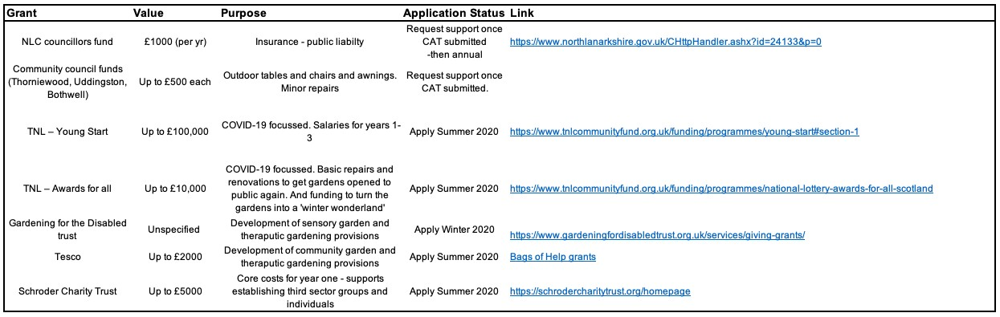 Grant Value Purpose Application Status Link
NLC councillors fund £1000 (per yr) Insurance - public liabilty Request support once CAT submitted -then annual https://www.northlanarkshire.gov.uk/CHttpHandler.ashx?id=24133&p=0
Community council funds (Thorniewood, Uddingston, Bothwell) Up to £500 each Outdoor tables and chairs and awnings. Minor repairs Request support once CAT submitted.
TNL – Young Start Up to £100,000 COVID-19 focussed. Salaries for years 1-3 Apply Summer 2020 https://www.tnlcommunityfund.org.uk/funding/programmes/young-start#section-1
TNL – Awards for all Up to £10,000 COVID-19 focussed. Basic repairs and renovations to get gardens opened to public again. And funding to turn the gardens into a 'winter wonderland' Apply Summer 2020 https://www.tnlcommunityfund.org.uk/funding/programmes/national-lottery-awards-for-all-scotland
Gardening for the Disabled trust Unspecified Development of sensory garden and theraputic gardening provisions Apply Winter 2020 https://www.gardeningfordisabledtrust.org.uk/services/giving-grants/
Tesco Up to £2000 Development of community garden and theraputic gardening provisions Apply Summer 2020 Bags of Help grants
Schroder Charity Trust Up to £5000 Core costs for year one - supports establishing third sector groups and individuals Apply Summer 2020 https://schrodercharitytrust.org/homepage